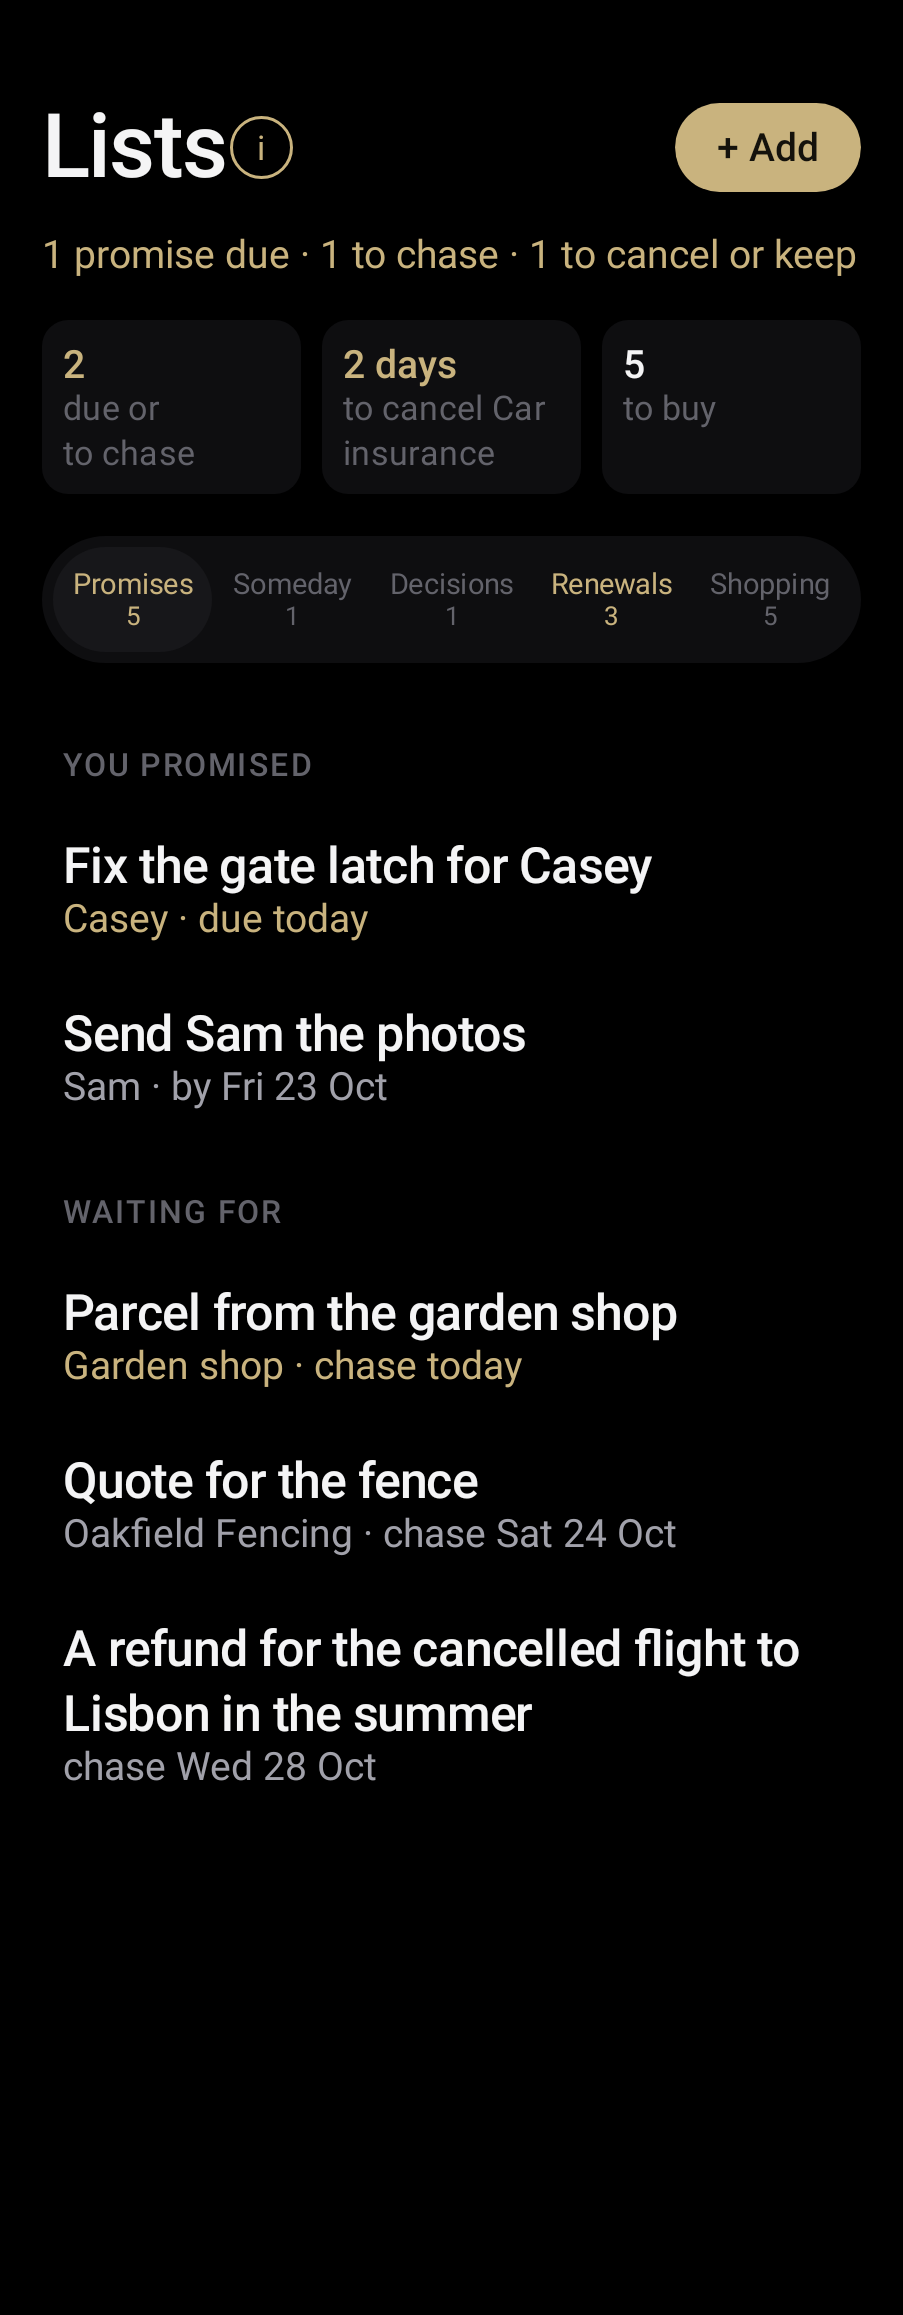 Lists
i
+ Add
1 promise due · 1 to chase · 1 to cancel or keep
2
due or
to chase
2 days
to cancel Car
insurance
5
to buy
Promises
5
Someday
1
Decisions
1
Renewals
3
Shopping
5
YOU PROMISED
Fix the gate latch for Casey
Casey · due today
Send Sam the photos
Sam · by Fri 23 Oct
WAITING FOR
Parcel from the garden shop
Garden shop · chase today
Quote for the fence
Oakfield Fencing · chase Sat 24 Oct
A refund for the cancelled flight to
Lisbon in the summer
chase Wed 28 Oct